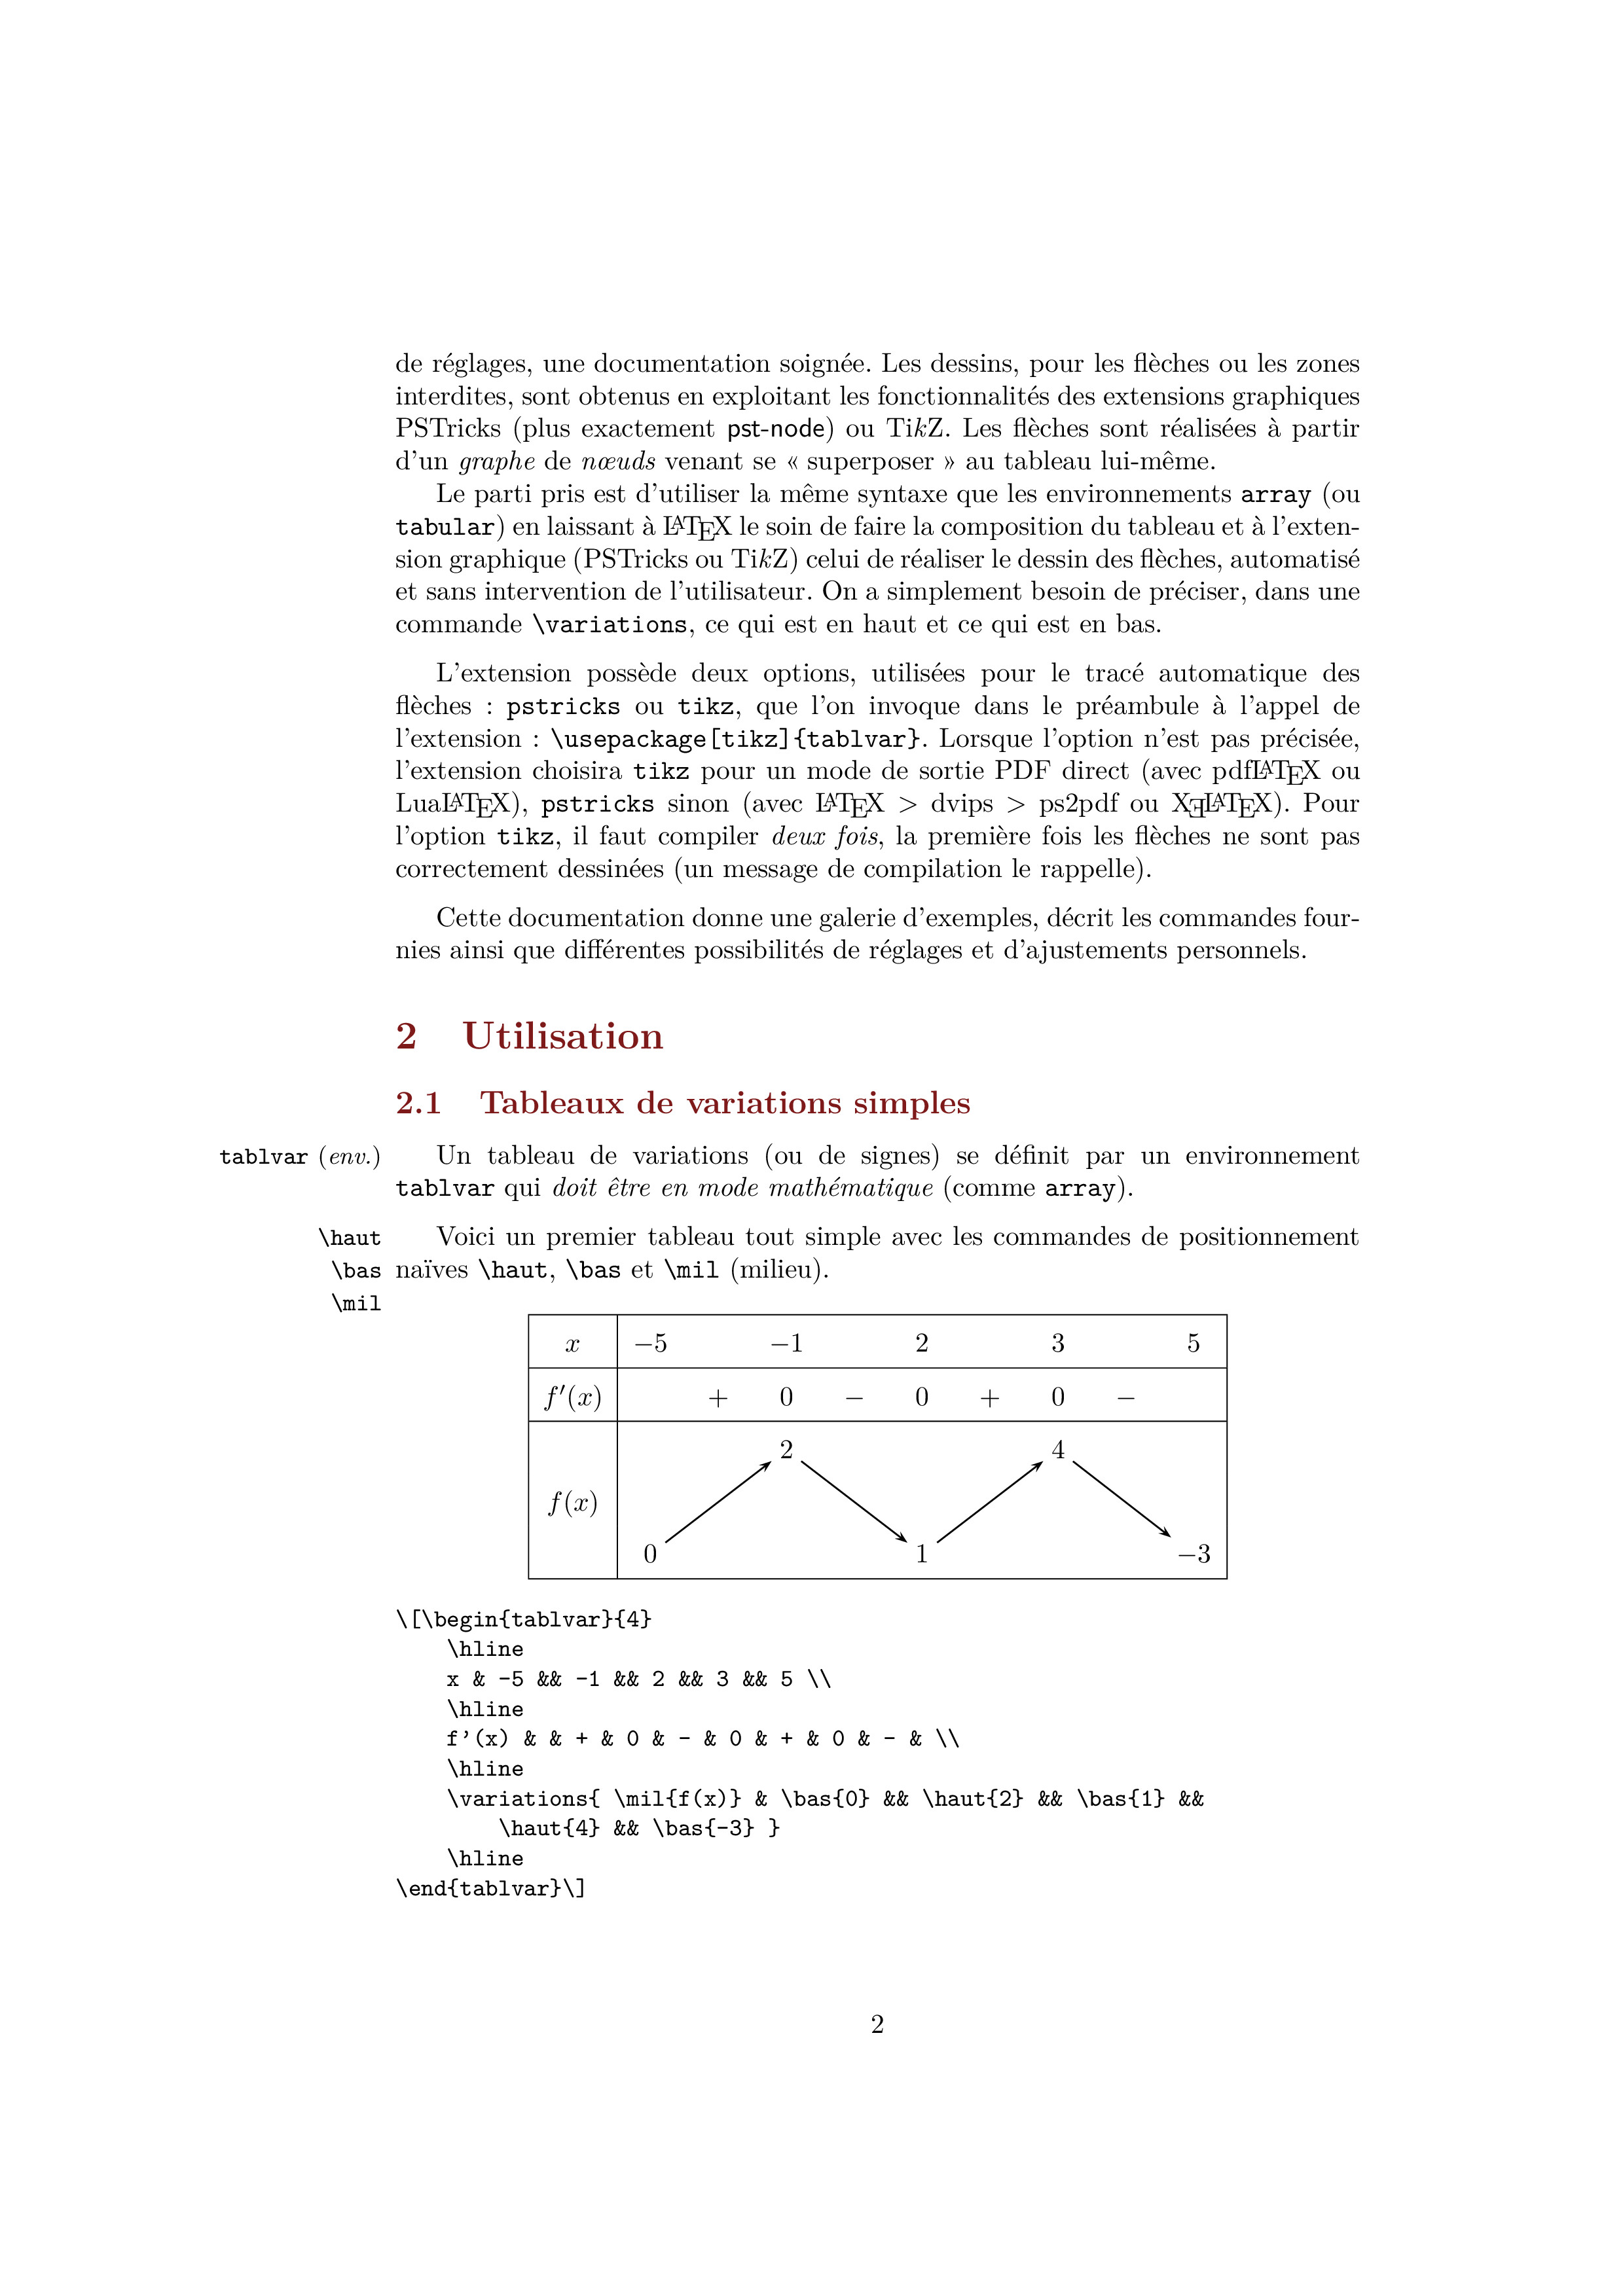 de réglages, une documentation soignée. Les dessins, pour les flèches ou les zones
interdites, sont obtenus en exploitant les fonctionnalités des extensions graphiques
PSTricks (plus exactement pst-node) ou TikZ. Les flèches sont réalisées à partir
d'un graphe de nœuds venant se « superposer » au tableau lui-même.
Le parti pris est d'utiliser la même syntaxe que les environnements array (ou
tabular) en laissant à LATEX le soin de faire la composition du tableau et à l'exten-
sion graphique (PSTricks ou TikZ) celui de réaliser le dessin des flèches, automatisé
et sans intervention de l'utilisateur. On a simplement besoin de préciser, dans une
commande \variations, ce qui est en haut et ce qui est en bas.
L'extension possède deux options, utilisées pour le tracé automatique des
flèches : pstricks ou tikz, que l'on invoque dans le préambule à l'appel de
l'extension : \usepackage[tikz]{tablvar}. Lorsque l'option n'est pas précisée,
l'extension choisira tikz pour un mode de sortie PDF direct (avec pdfLATEX ou
LuaLATEX), pstricks sinon (avec LATEX > dvips > ps2pdf ou XƎLATEX). Pour
l'option tikz, il faut compiler deux fois, la première fois les flèches ne sont pas
correctement dessinées (un message de compilation le rappelle).
Cette documentation donne une galerie d'exemples, décrit les commandes four-
nies ainsi que différentes possibilités de réglages et d'ajustements personnels.
2 Utilisation
2.1 Tableaux de variations simples
tablvar (env.) Un tableau de variations (ou de signes) se définit par un environnement
tablvar qui doit être en mode mathématique (comme array).
\haut Voici un premier tableau tout simple avec les commandes de positionnement
\bas naïves \haut, \bas et \mil (milieu).
\mil
x −5 −1 2 3 5
f′(x) + 0 − 0 + 0 −
2 4
f(x)
0 1 −3
\[\begin{tablvar}{4}
\hline
x & -5 && -1 && 2 && 3 && 5 \\
\hline
f'(x) & & + & 0 & - & 0 & + & 0 & - & \\
\hline
\variations{ \mil{f(x)} & \bas{0} && \haut{2} && \bas{1} &&
\haut{4} && \bas{-3} }
\hline
\end{tablvar}\]
2